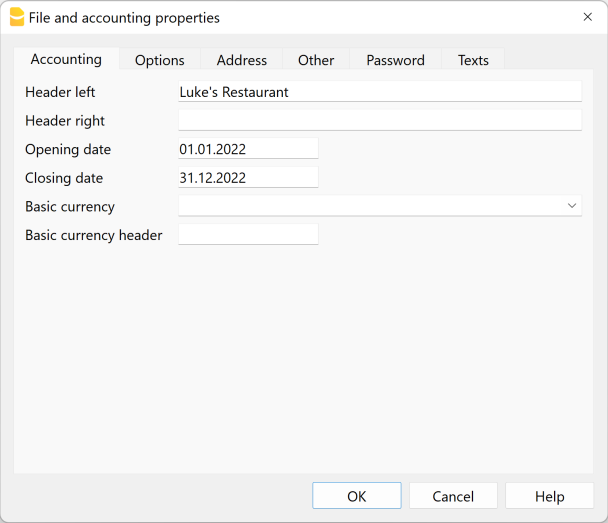 File and accounting properties
Accounting Options Address Other Password Texts
Header left Luke's Restaurant
Header right
Opening date 01.01.2022
Closing date 31.12.2022
Basic currency
Basic currency header
OK Cancel Help